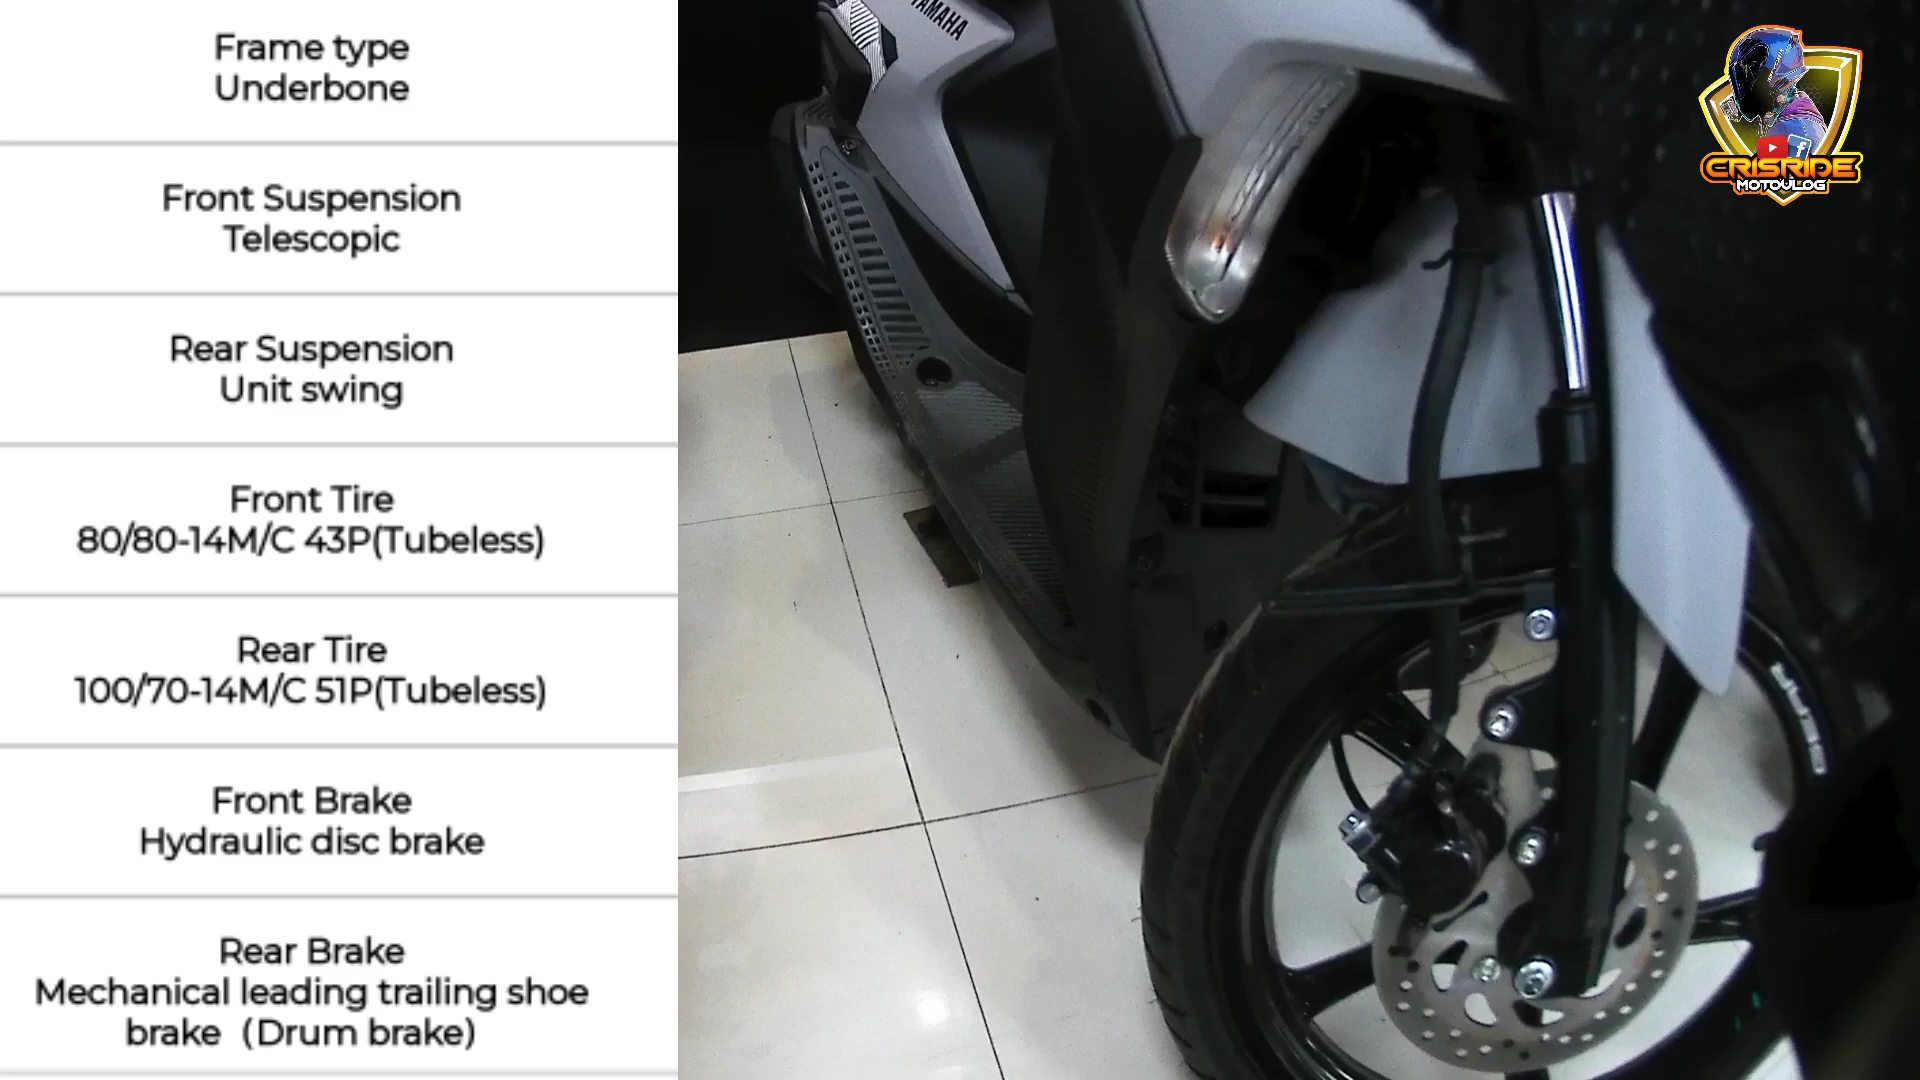 Frame type
Underbone
Front Suspension
Telescopic
Rear Suspension
Unit swing
Front Tire
80/80-14M/C 43P(Tubeless)
Rear Tire
100/70-14M/C 51P(Tubeless)
Front Brake
Hydraulic disc brake
Rear Brake
Mechanical leading trailing shoe
brake (Drum brake)
YAMAHA
CRISRIDE
MOTOVLOG